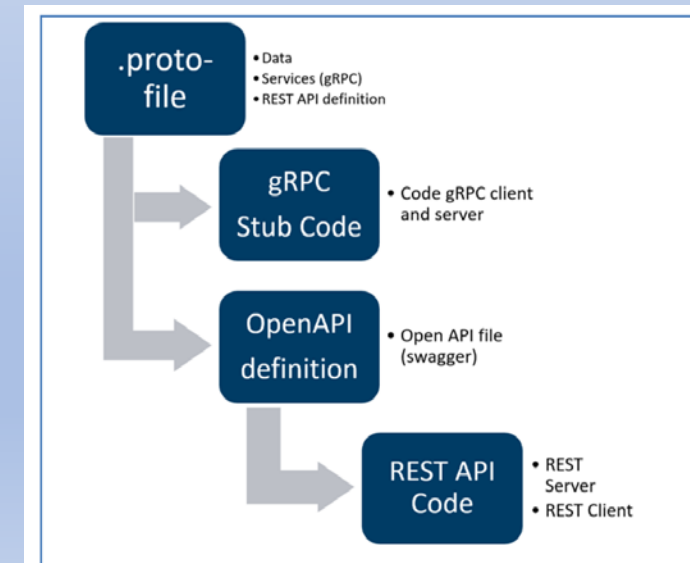 .proto-
file
• Data
• Services (gRPC)
• REST API definition
gRPC
Stub Code
• Code gRPC client
and server
OpenAPI
definition
• Open API file
(swagger)
REST API
Code
• REST
Server
• REST Client